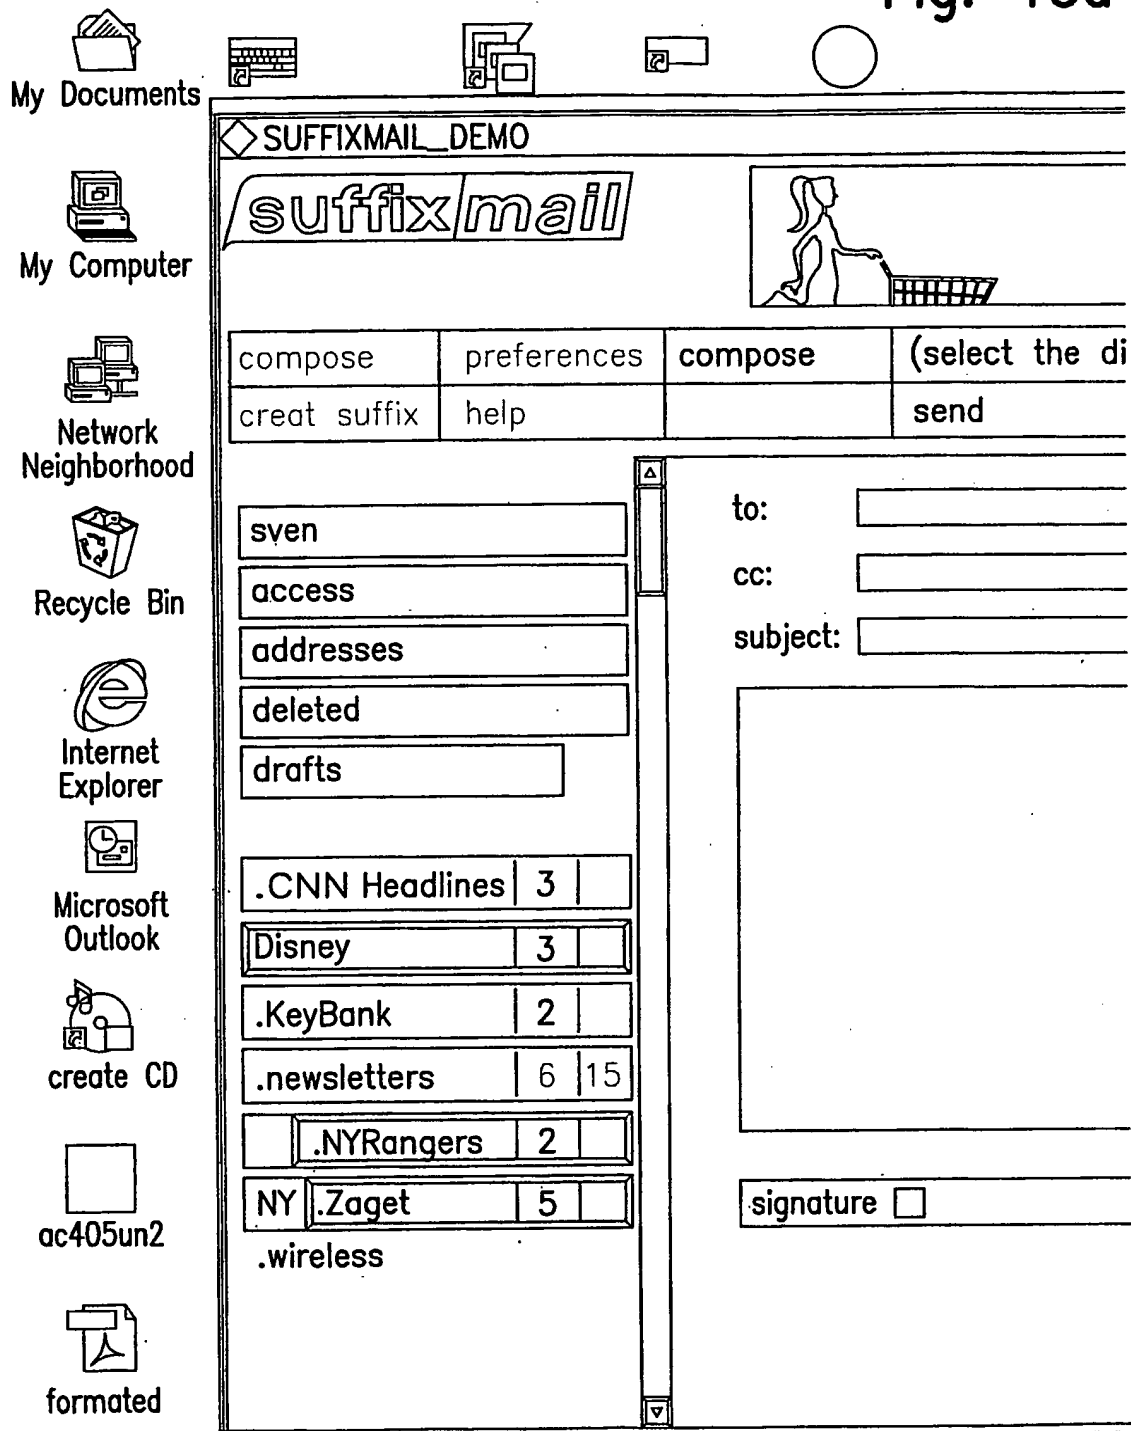 Fig.
My Documents
SUFFIXMAIL_DEMO
suffix/mail
My Computer
compose preferences compose (select the di
creat suffix help send
Network
Neighborhood
to:
sven
cc:
access
Recycle Bin
subject:
addresses
deleted
Internet
Explorer
drafts
.CNN Headlines 3
Microsoft
Outlook
Disney 3
.KeyBank 2
create CD
.newsletters 6 15
.NYRangers 2
NY .Zaget 5
signature
ac405un2
.wireless
formated